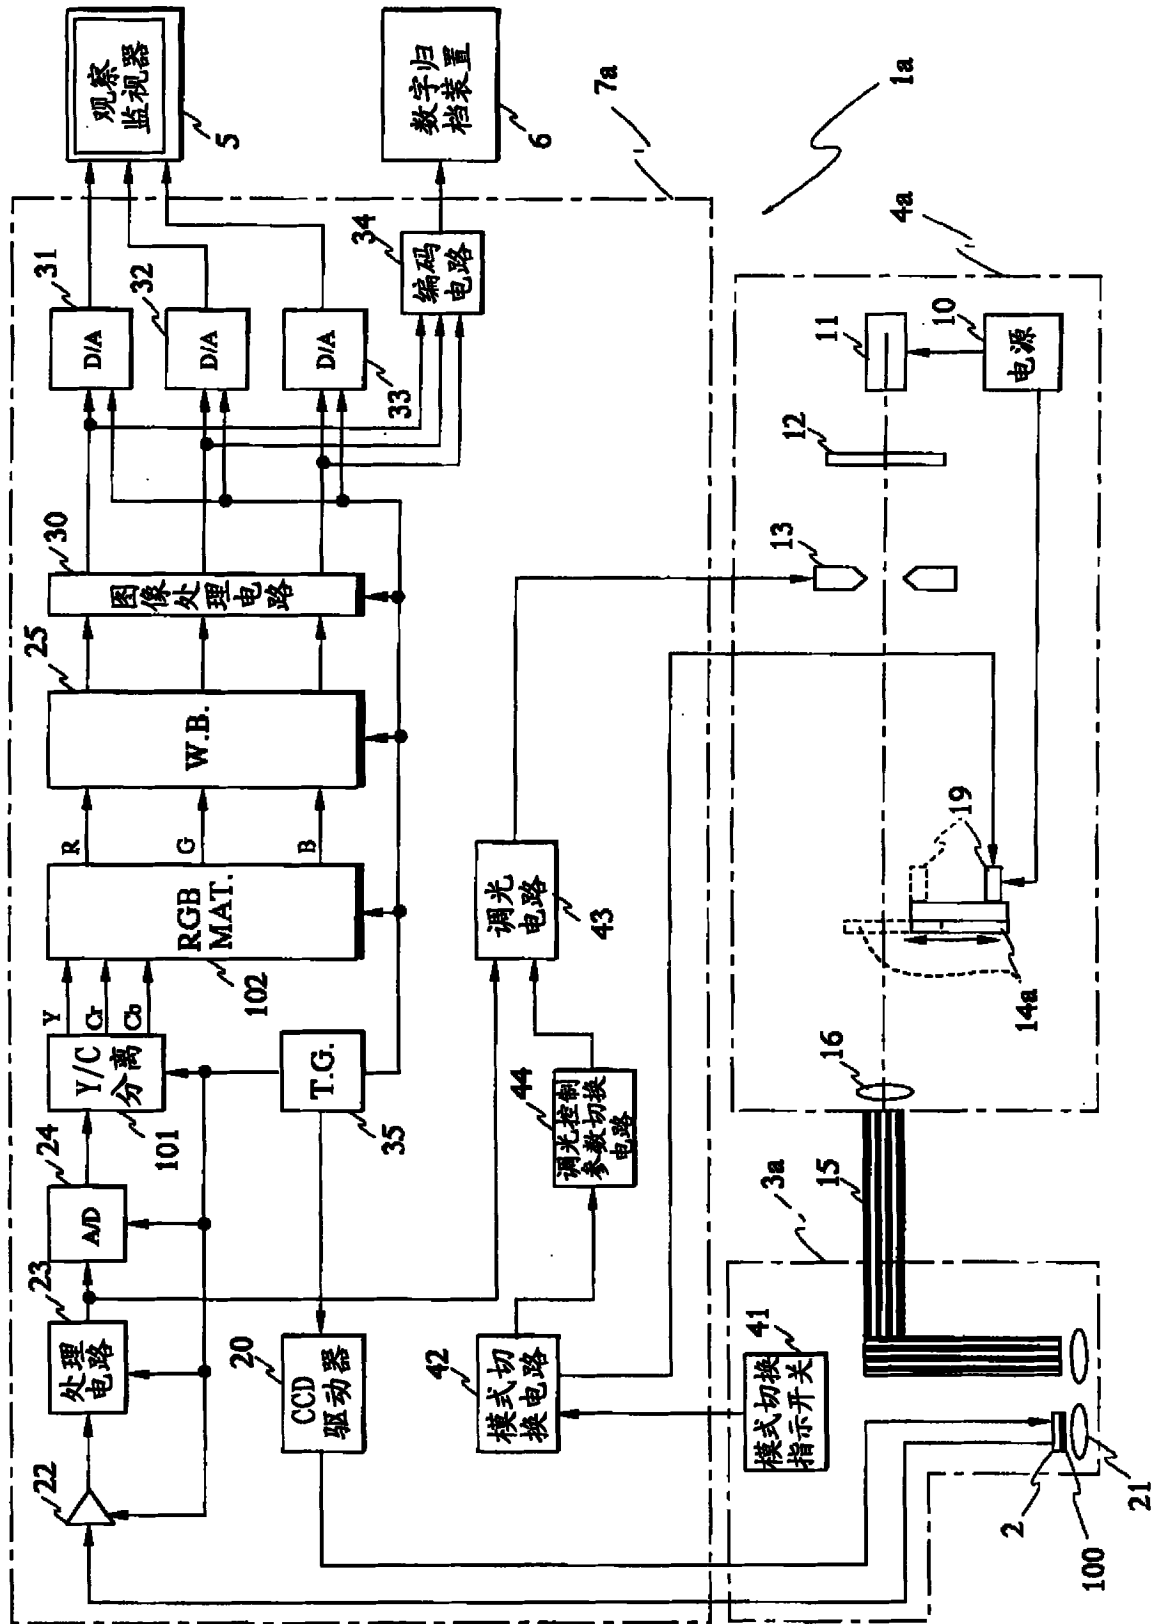 观察
监视器
5
数字归
档装置
6
7a
1a
31
D/A
32
D/A
D/A
33
34
编码
电路
30
图像处理电路
25
W.B.
R
G
B
RGB
MAT.
102
Y
Cr
Cb
Y/C
分离
101
T.G.
35
24
A/D
23
处理
电路
22
20
CCD
驱动器
调光
电路
43
44
调光控制
参数切换
电路
42
模式切
换电路
4a
11
10
电源
12
13
19
14a
16
15
3a
41
模式切换
指示开关
2
100
21